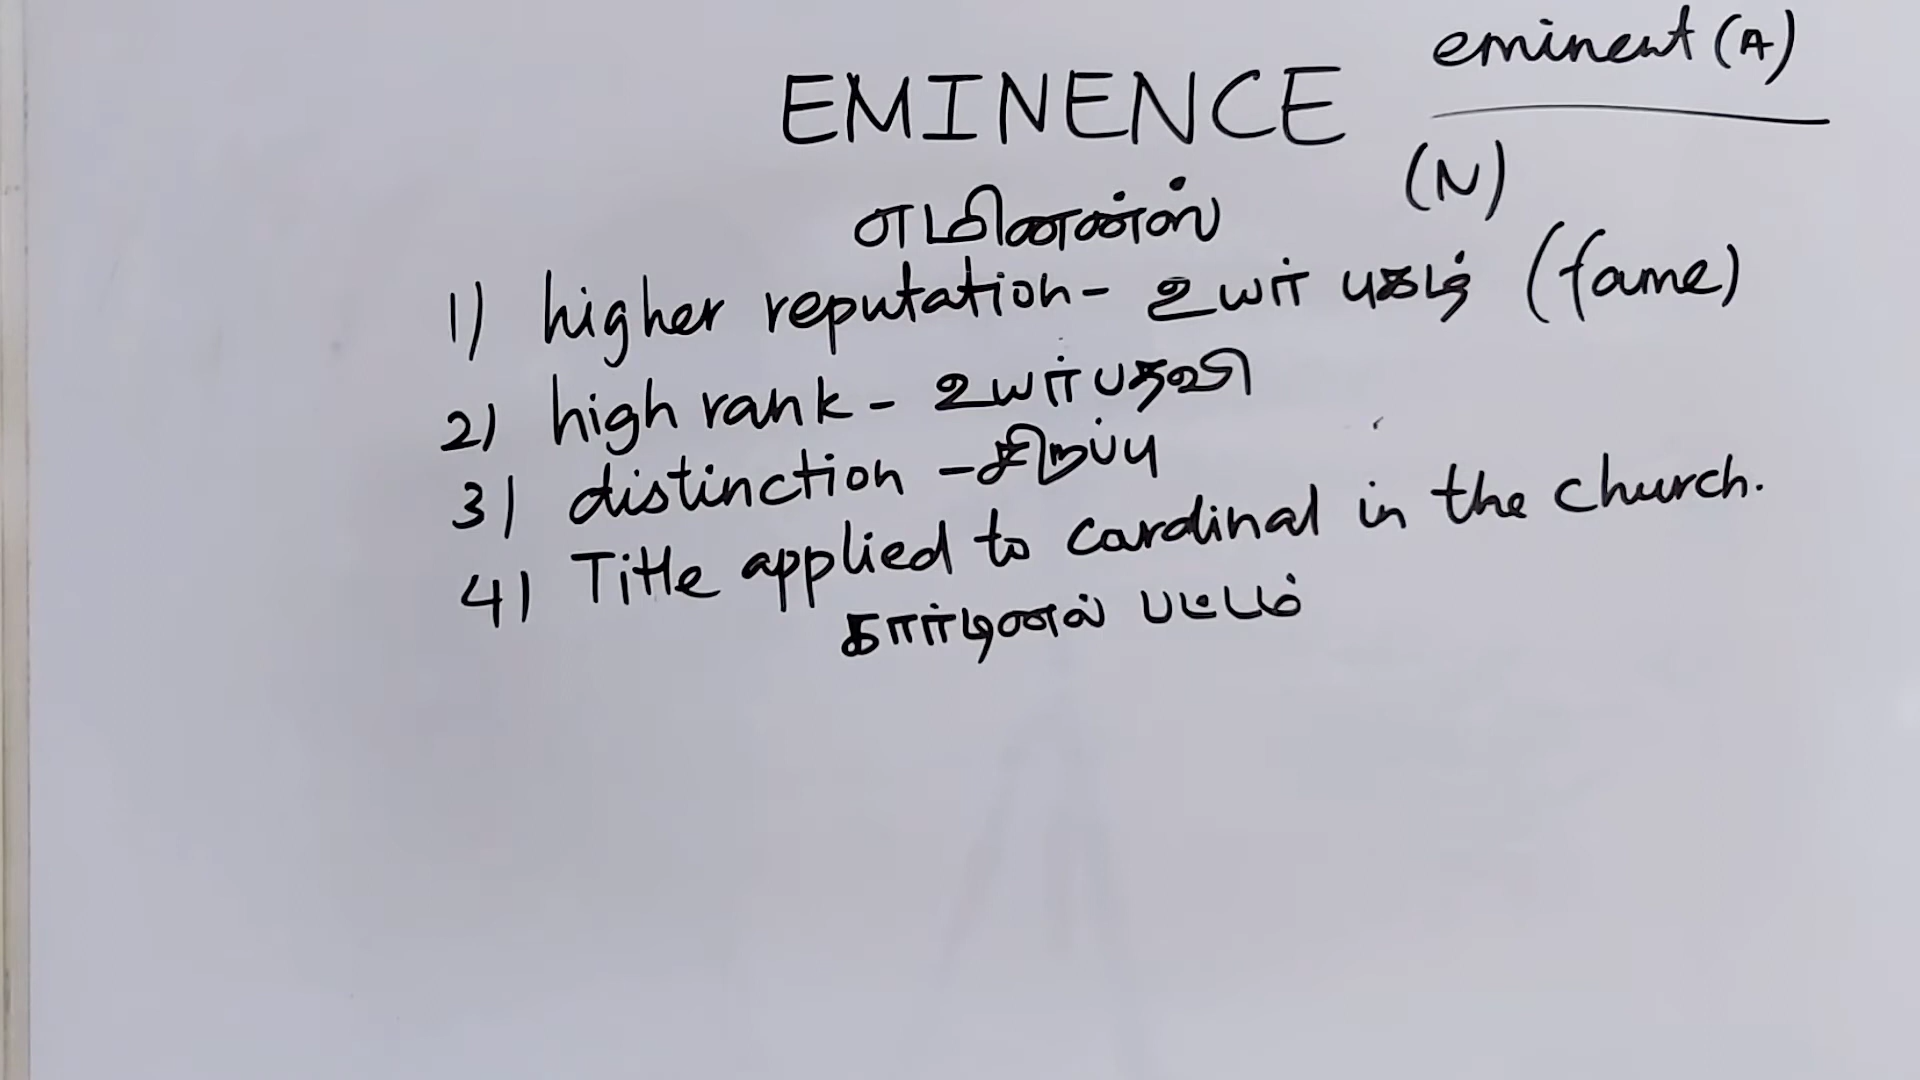 eminent (A)
EMINENCE
(N)
எமினன்ஸ்
1) higher reputation - உயர் புகழ் (fame)
2) high rank - உயர்பதவி
3) distinction - சிறப்பு
4) Title applied to cardinal in the church.
கார்டினல் பட்டம்